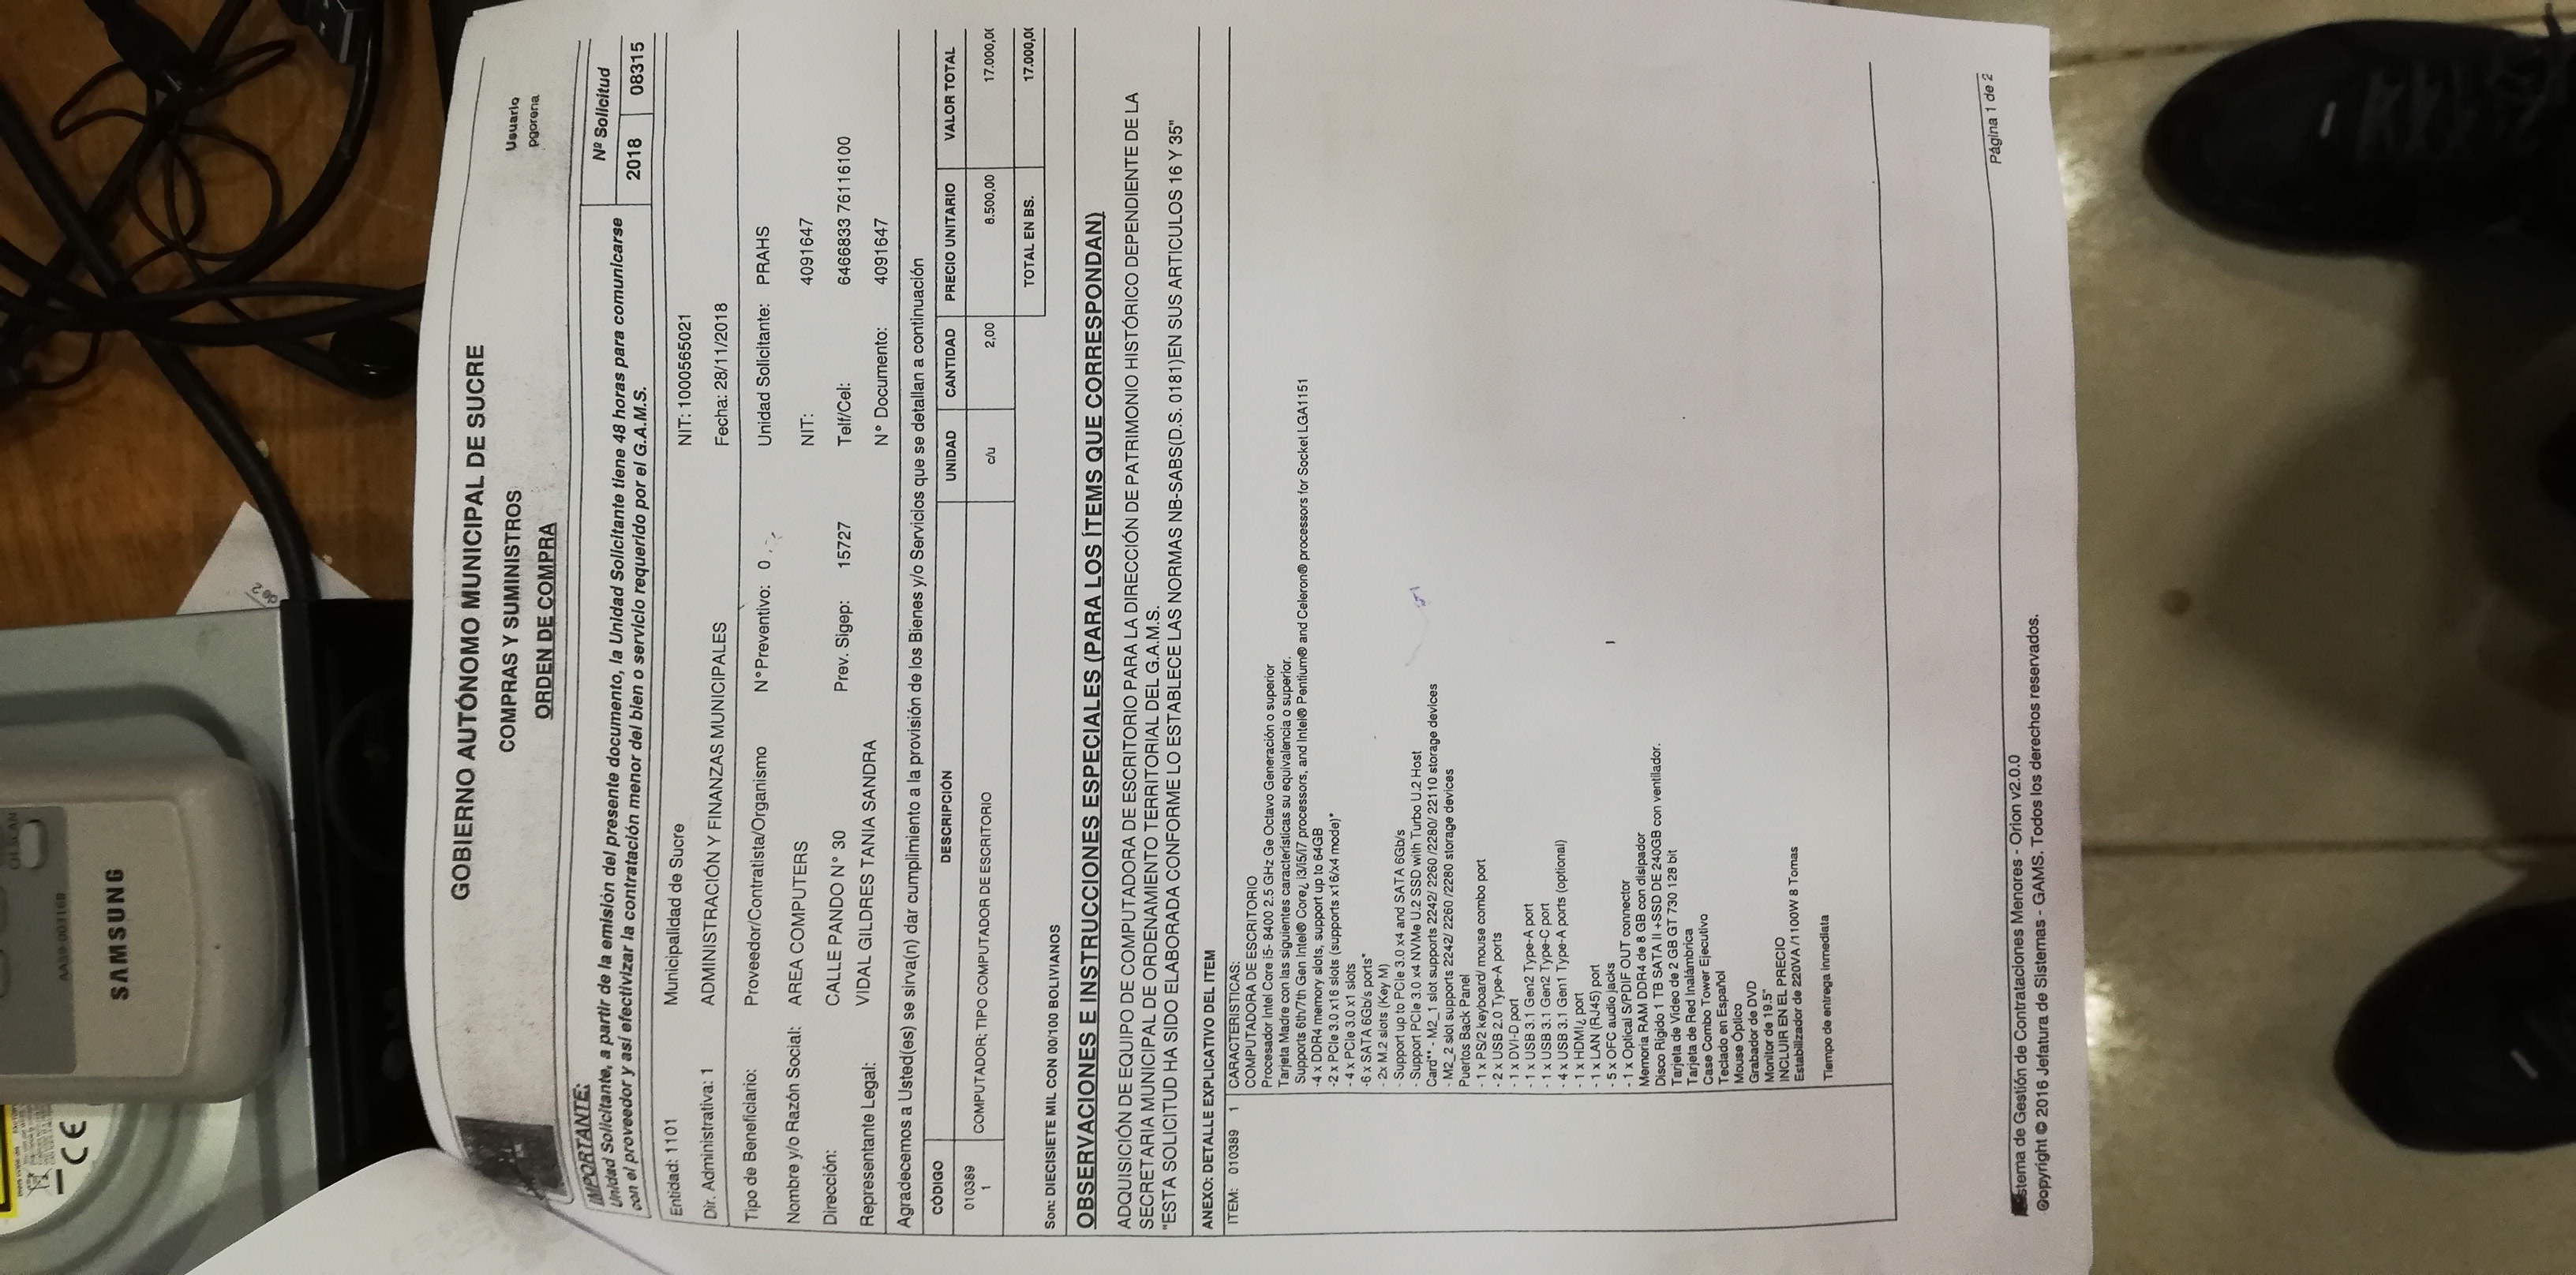 GOBIERNO AUTÓNOMO MUNICIPAL DE SUCRE
COMPRAS Y SUMINISTROS
ORDEN DE COMPRA
Usuario
pgorena
IMPORTANTE:
Unidad Solicitante, a partir de la emisión del presente documento, la Unidad Solicitante tiene 48 horas para comunicarse
con el proveedor y así efectivizar la contratación menor del bien o servicio requerido por el G.A.M.S.
Nº Solicitud
2018 08315
Entidad: 1101 Municipalidad de Sucre NIT: 1000565021
Dir. Administrativa: 1 ADMINISTRACIÓN Y FINANZAS MUNICIPALES Fecha: 28/11/2018
Tipo de Beneficiario: Proveedor/Contratista/Organismo N° Preventivo: 0 Unidad Solicitante: PRAHS
Nombre y/o Razón Social: AREA COMPUTERS NIT: 4091647
Dirección: CALLE PANDO N° 30 Prev. Sigep: 15727 Telf/Cel: 6466833 76116100
Representante Legal: VIDAL GILDRES TANIA SANDRA N° Documento: 4091647
Agradecemos a Usted(es) se sirva(n) dar cumplimiento a la provisión de los Bienes y/o Servicios que se detallan a continuación
CÓDIGO DESCRIPCIÓN UNIDAD CANTIDAD PRECIO UNITARIO VALOR TOTAL
010389 1 COMPUTADOR; TIPO COMPUTADOR DE ESCRITORIO c/u 2,00 8.500,00 17.000,00
TOTAL EN BS. 17.000,00
Son: DIECISIETE MIL CON 00/100 BOLIVIANOS
OBSERVACIONES E INSTRUCCIONES ESPECIALES (PARA LOS ÍTEMS QUE CORRESPONDAN)
ADQUISICIÓN DE EQUIPO DE COMPUTADORA DE ESCRITORIO PARA LA DIRECCIÓN DE PATRIMONIO HISTÓRICO DEPENDIENTE DE LA
SECRETARIA MUNICIPAL DE ORDENAMIENTO TERRITORIAL DEL G.A.M.S.
"ESTA SOLICITUD HA SIDO ELABORADA CONFORME LO ESTABLECE LAS NORMAS NB-SABS(D.S. 0181)EN SUS ARTICULOS 16 Y 35"
ANEXO: DETALLE EXPLICATIVO DEL ITEM
ITEM: 010389 1 CARACTERISTICAS:
COMPUTADORA DE ESCRITORIO
Procesador Intel Core i5- 8400 2.5 GHz Ge Octavo Generación o superior
Tarjeta Madre con las siguientes características su equivalencia o superior.
Supports 6th/7th Gen Intel® Core¿ i3/i5/i7 processors, and Intel® Pentium® and Celeron® processors for Socket LGA1151
-4 x DDR4 memory slots, support up to 64GB
-2 x PCIe 3.0 x16 slots (supports x16/x4 mode)*
- 4 x PCIe 3.0 x1 slots
-6 x SATA 6Gb/s ports*
- 2x M.2 slots (Key M)
- Support up to PCIe 3.0 x4 and SATA 6Gb/s
- Support PCIe 3.0 x4 NVMe U.2 SSD with Turbo U.2 Host
Card** - M2_1 slot supports 2242/ 2260 /2280/ 22110 storage devices
- M2_2 slot supports 2242/ 2260 /2280 storage devices
Puertos Back Panel
- 1 x PS/2 keyboard/ mouse combo port
- 2 x USB 2.0 Type-A ports
- 1 x DVI-D port
- 1 x USB 3.1 Gen2 Type-A port
- 1 x USB 3.1 Gen2 Type-C port
- 4 x USB 3.1 Gen1 Type-A ports (optional)
- 1 x HDMI¿ port
- 1 x LAN (RJ45) port
- 5 x OFC audio jacks
- 1 x Optical S/PDIF OUT connector
Memoria RAM DDR4 de 8 GB con disipador
Disco Rígido 1 TB SATA II +SSD DE 240GB con ventilador.
Tarjeta de Video de 2 GB GT 730 128 bit
Tarjeta de Red Inalámbrica
Case Combo Tower Ejecutivo
Teclado en Español
Mouse Óptico
Grabador de DVD
Monitor de 19.5"
INCLUIR EN EL PRECIO
Estabilizador de 220VA /1100W 8 Tomas
Tiempo de entrega Inmediata
Página 1 de 2
Sistema de Gestión de Contrataciones Menores - Orion v2.0.0
Copyright © 2016 Jefatura de Sistemas - GAMS. Todos los derechos reservados.
SAMSUNG
CE
de 2